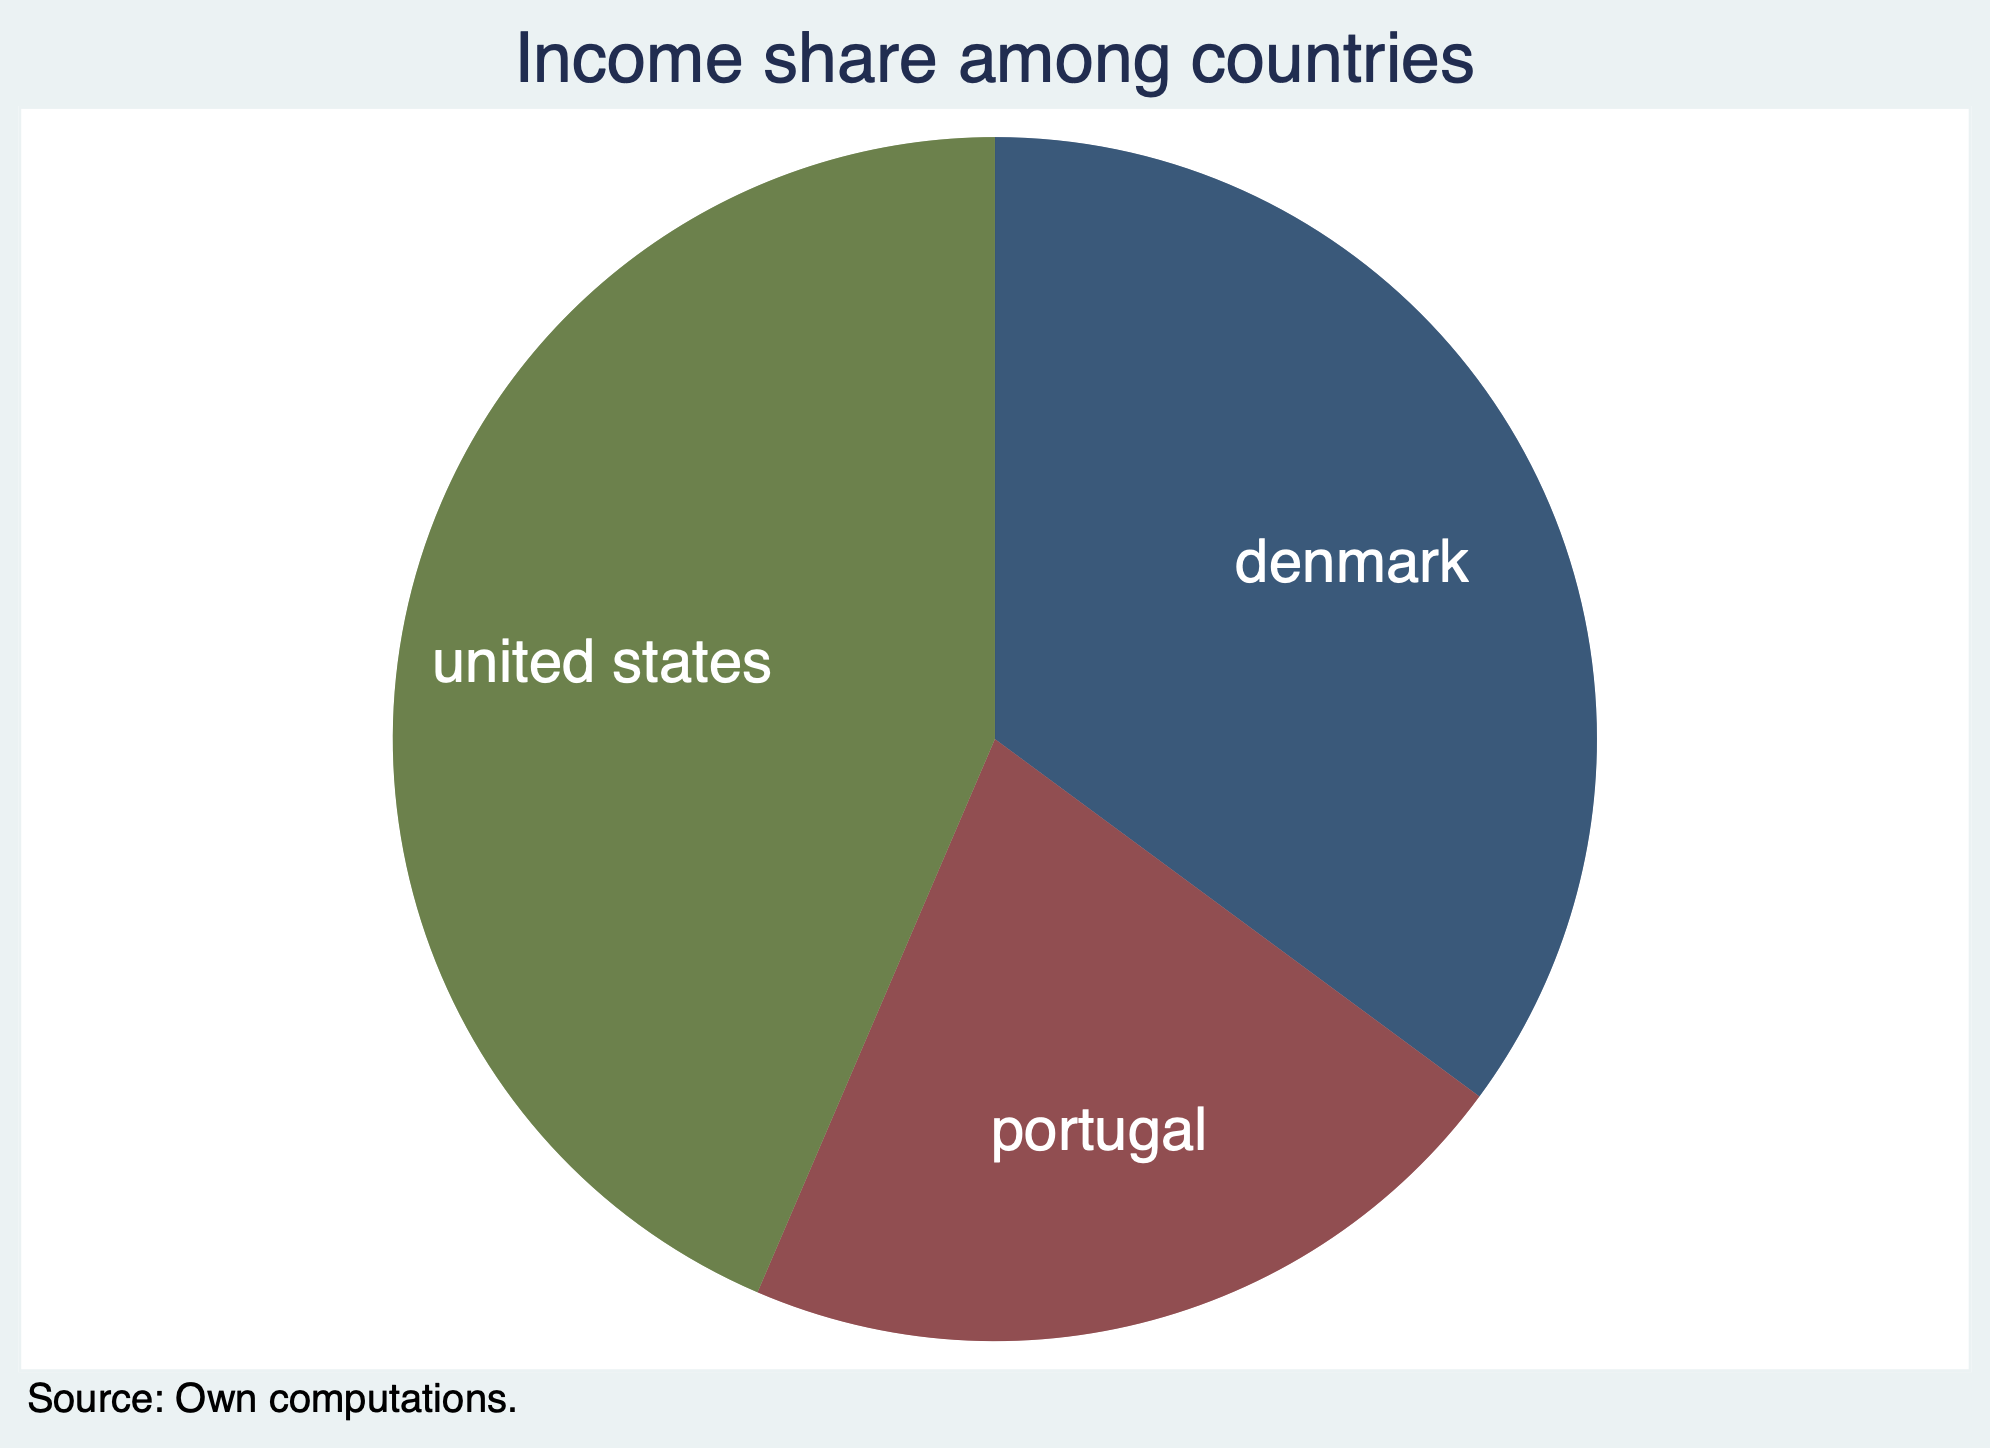 Income share among countries
denmark
united states
portugal
Source: Own computations.